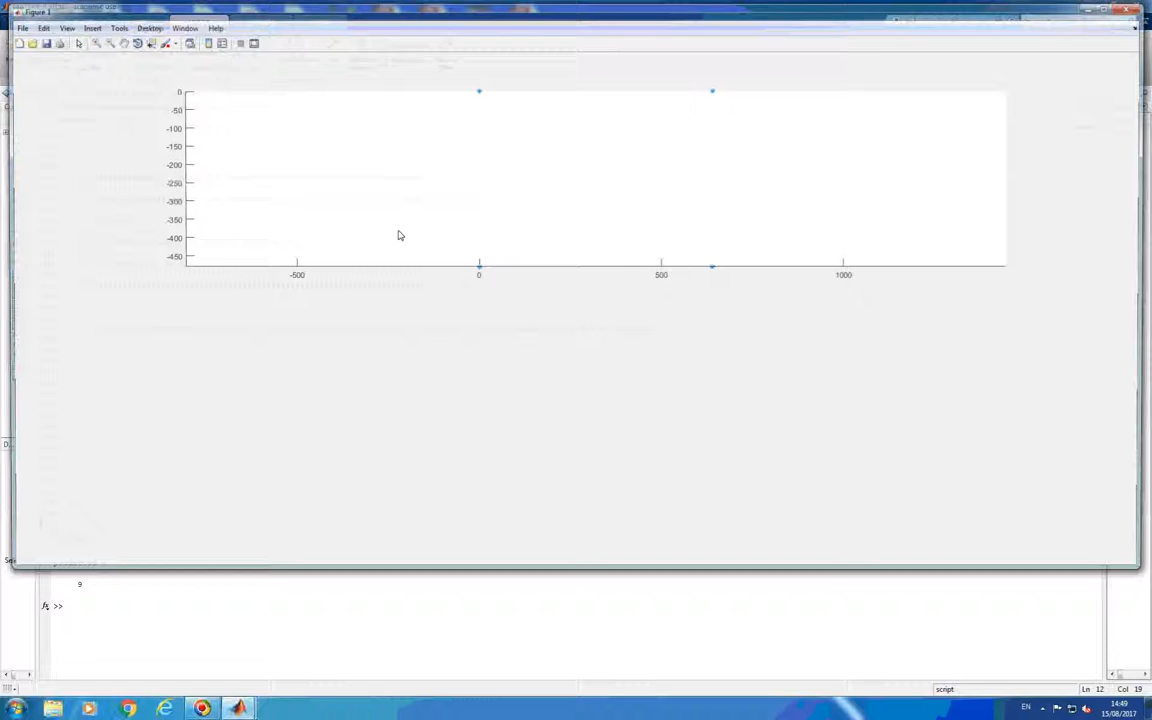 Figure 1
File Edit View Insert Tools Desktop Window Help
0
-50
-100
-150
-200
-250
-300
-350
-400
-450
-500 0 500 1000
9
fx >>
script Ln 12 Col 19
EN 14:49
15/08/2017